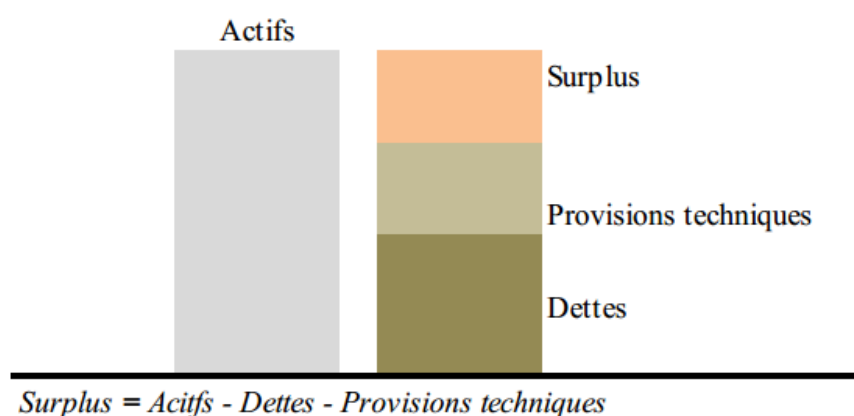 Actifs
Surplus
Provisions techniques
Dettes
Surplus = Acitfs - Dettes - Provisions techniques